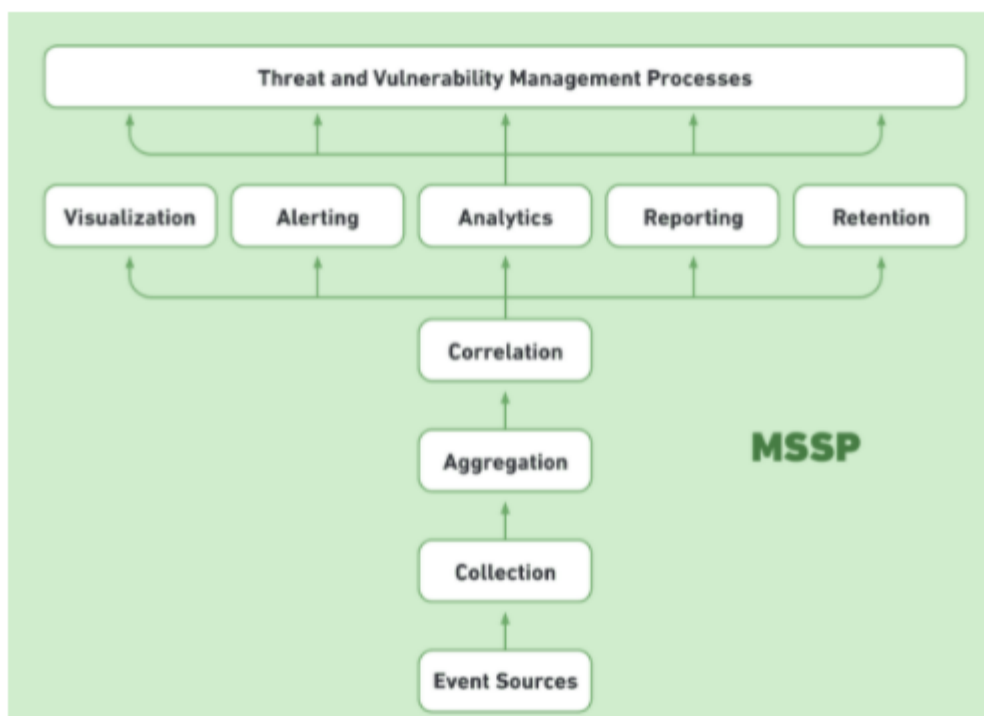 Threat and Vulnerability Management Processes
Visualization
Alerting
Analytics
Reporting
Retention
Correlation
MSSP
Aggregation
Collection
Event Sources